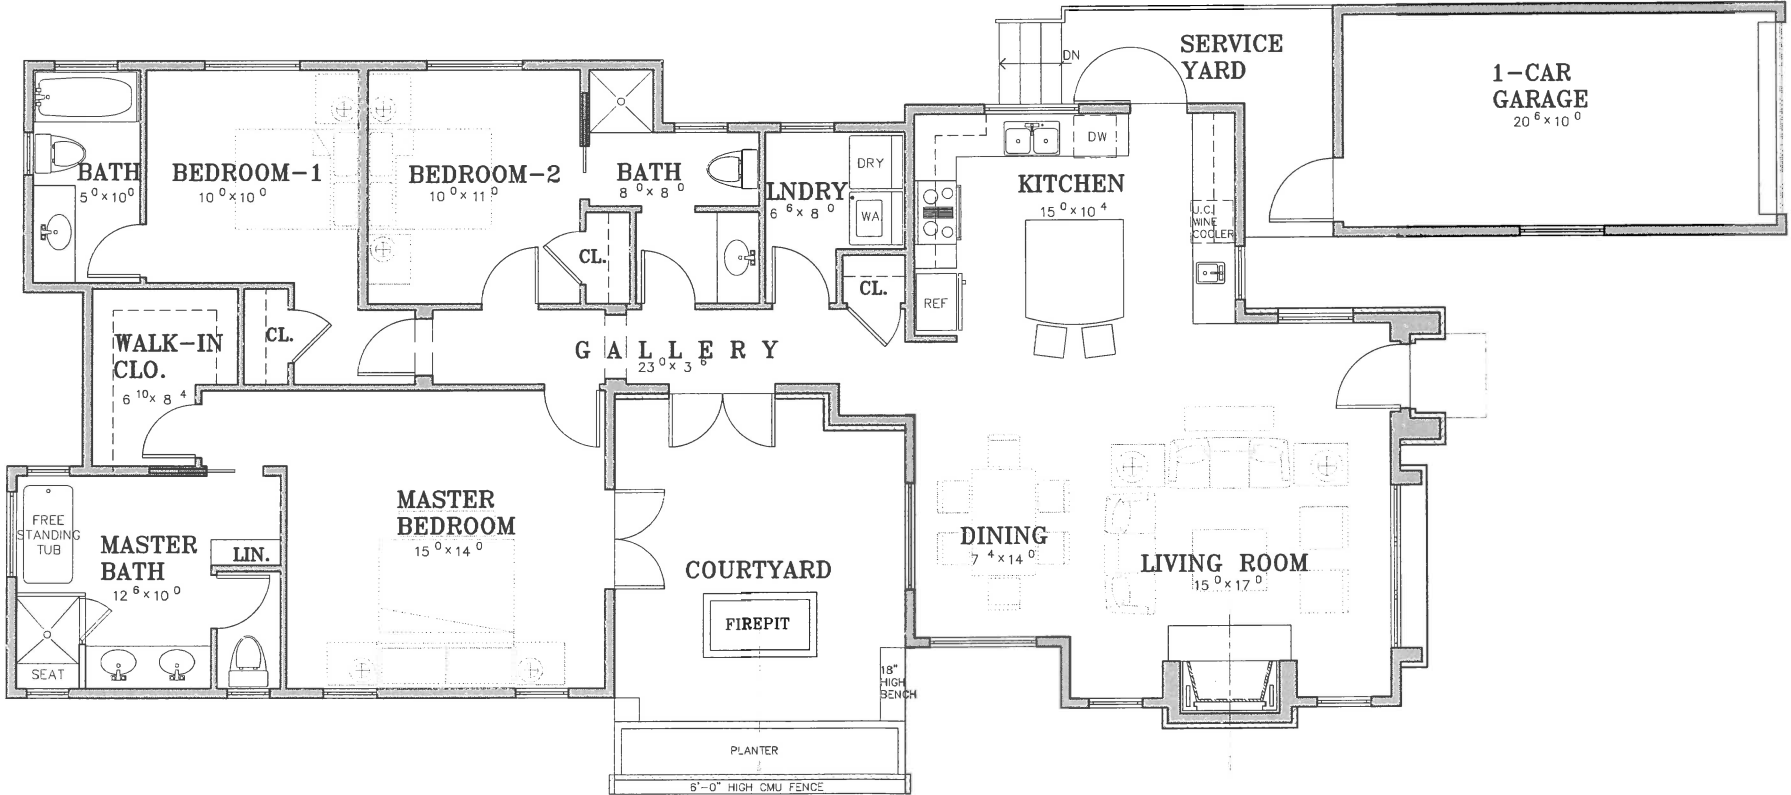 DN
SERVICE
YARD
1-CAR
GARAGE
20 6 x 10 0
BATH
5 0 x 10 0
BEDROOM-1
10 0 x 10 0
BEDROOM-2
10 0 x 11 0
BATH
8 0 x 8 0
LNDRY.
6 6 x 8 0
DRY
WA
DW
KITCHEN
15 0 x 10 4
U.C.
WINE
COOLER
CL.
CL.
REF
WALK-IN
CLO.
6 10 x 8 4
CL.
GALLERY
23 0 x 3 6
FREE
STANDING
TUB
MASTER
BATH
12 6 x 10 0
LIN.
SEAT
MASTER
BEDROOM
15 0 x 14 0
COURTYARD
FIREPIT
18"
HIGH
BENCH
PLANTER
6'-0" HIGH CMU FENCE
DINING
7 4 x 14 0
LIVING ROOM
15 0 x 17 0